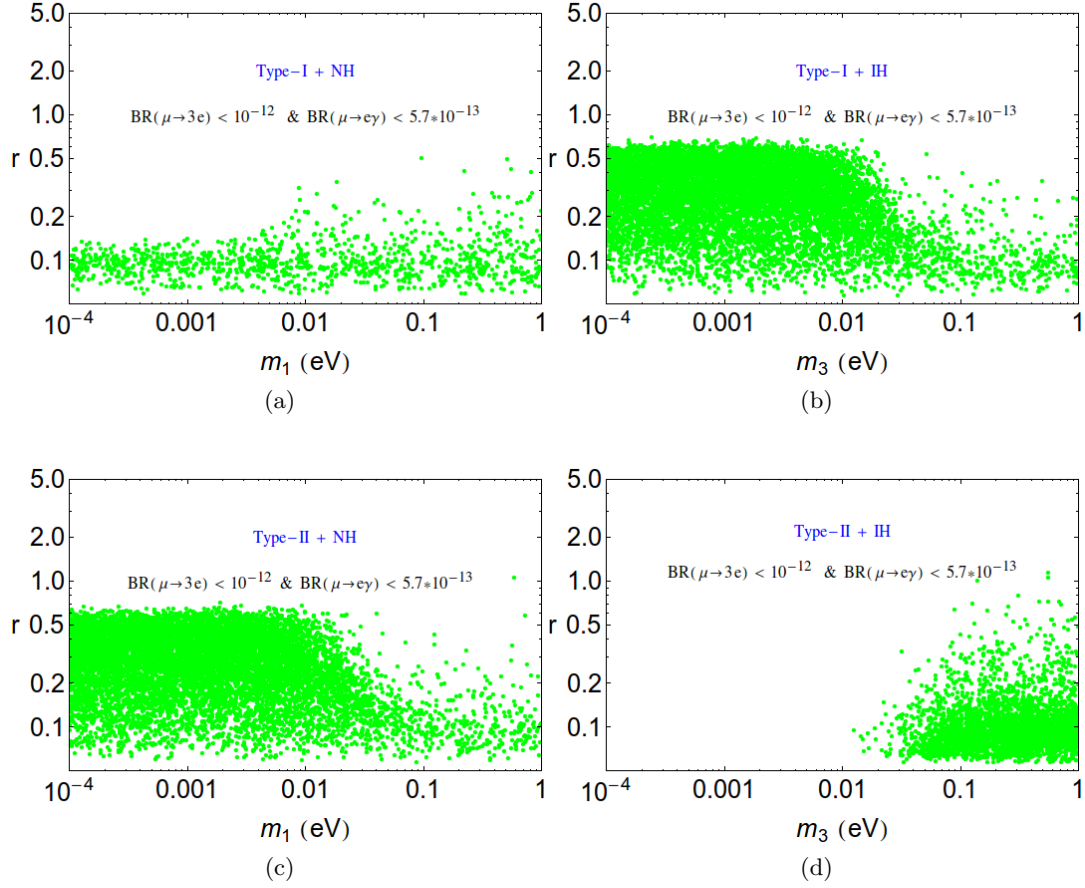 5.0
2.0
1.0
r 0.5
0.2
0.1
10⁻⁴ 0.001 0.01 0.1 1
m₁ (eV)
Type−I + NH
BR(μ→3e) < 10⁻¹² & BR(μ→eγ) < 5.7*10⁻¹³
(a)
5.0
2.0
1.0
r 0.5
0.2
0.1
10⁻⁴ 0.001 0.01 0.1 1
m₃ (eV)
Type−I + IH
BR(μ→3e) < 10⁻¹² & BR(μ→eγ) < 5.7*10⁻¹³
(b)
5.0
2.0
1.0
r 0.5
0.2
0.1
10⁻⁴ 0.001 0.01 0.1 1
m₁ (eV)
Type−II + NH
BR(μ→3e) < 10⁻¹² & BR(μ→eγ) < 5.7*10⁻¹³
(c)
5.0
2.0
1.0
r 0.5
0.2
0.1
10⁻⁴ 0.001 0.01 0.1 1
m₃ (eV)
Type−II + IH
BR(μ→3e) < 10⁻¹² & BR(μ→eγ) < 5.7*10⁻¹³
(d)